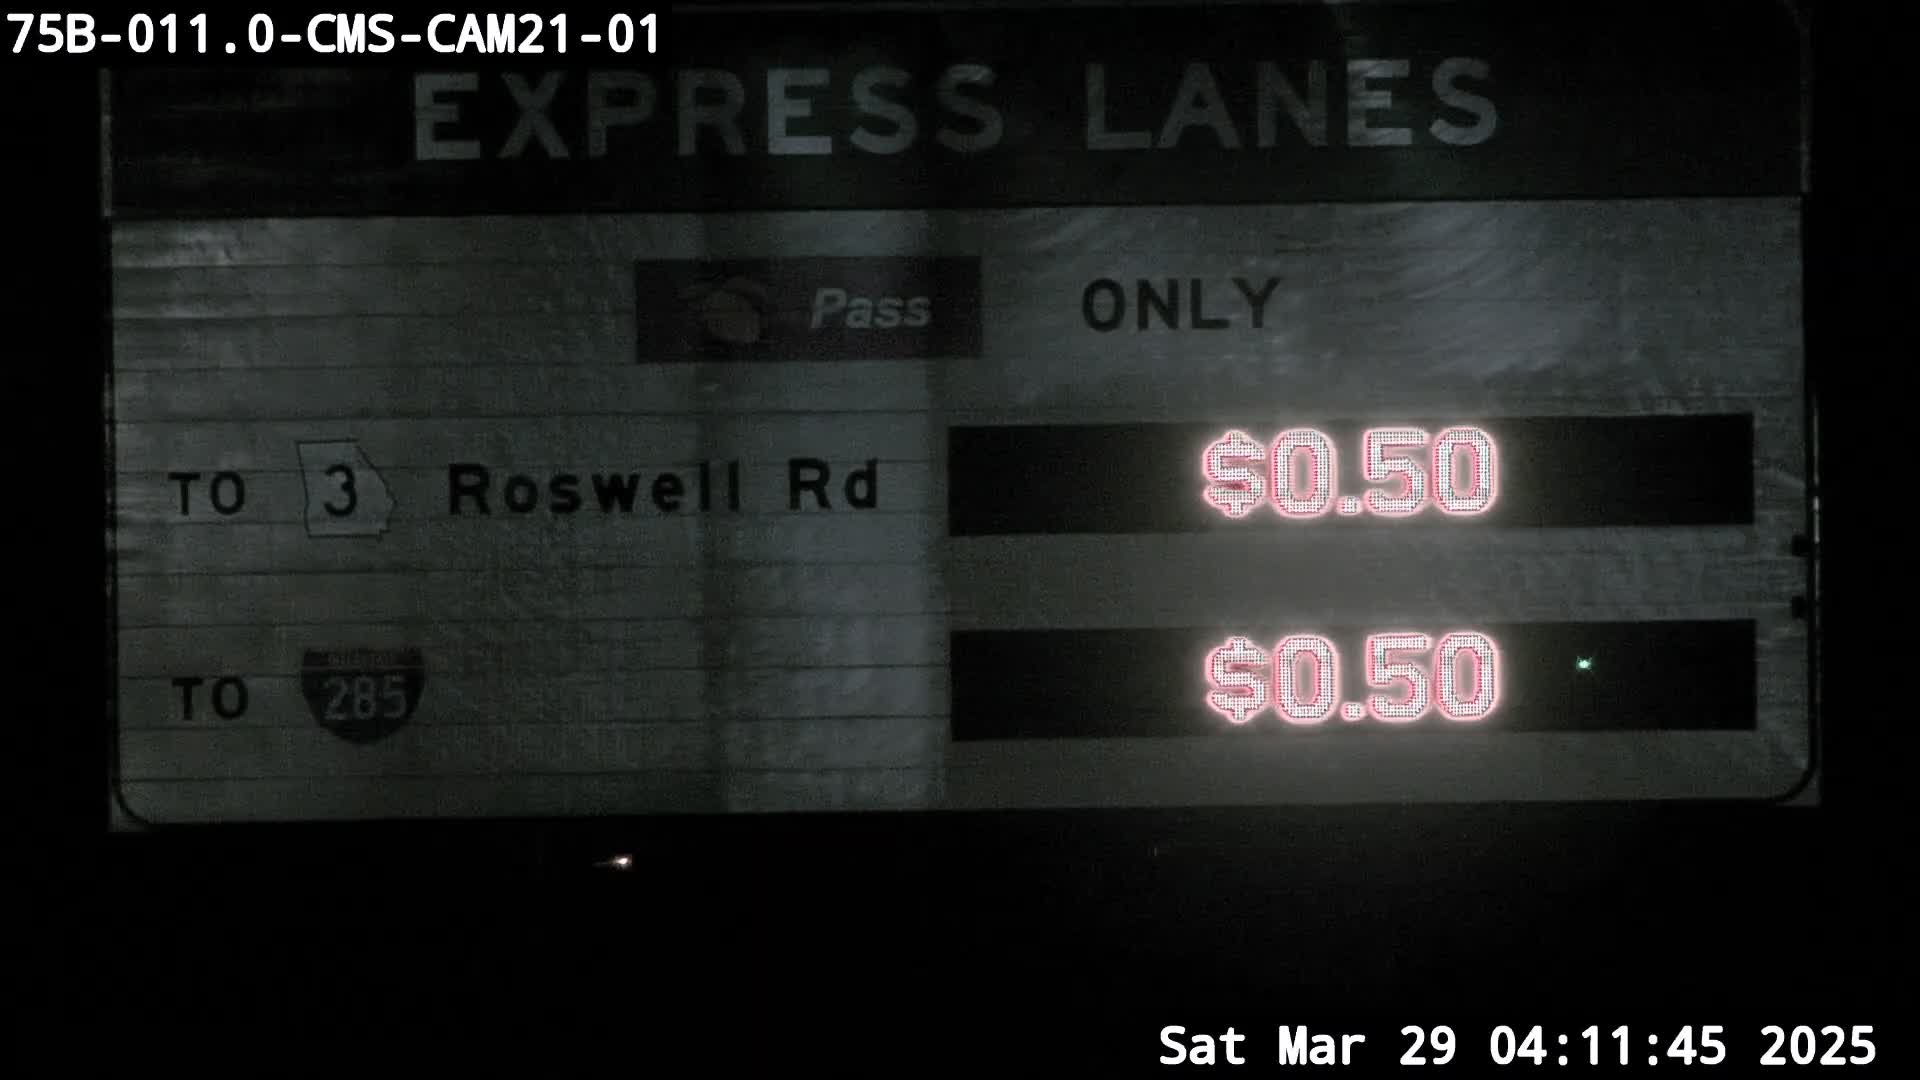 75B-011.0-CMS-CAM21-01
EXPRESS LANES
Pass ONLY
TO 3 Roswell Rd $0.50
TO 285 $0.50
Sat Mar 29 04:11:45 2025